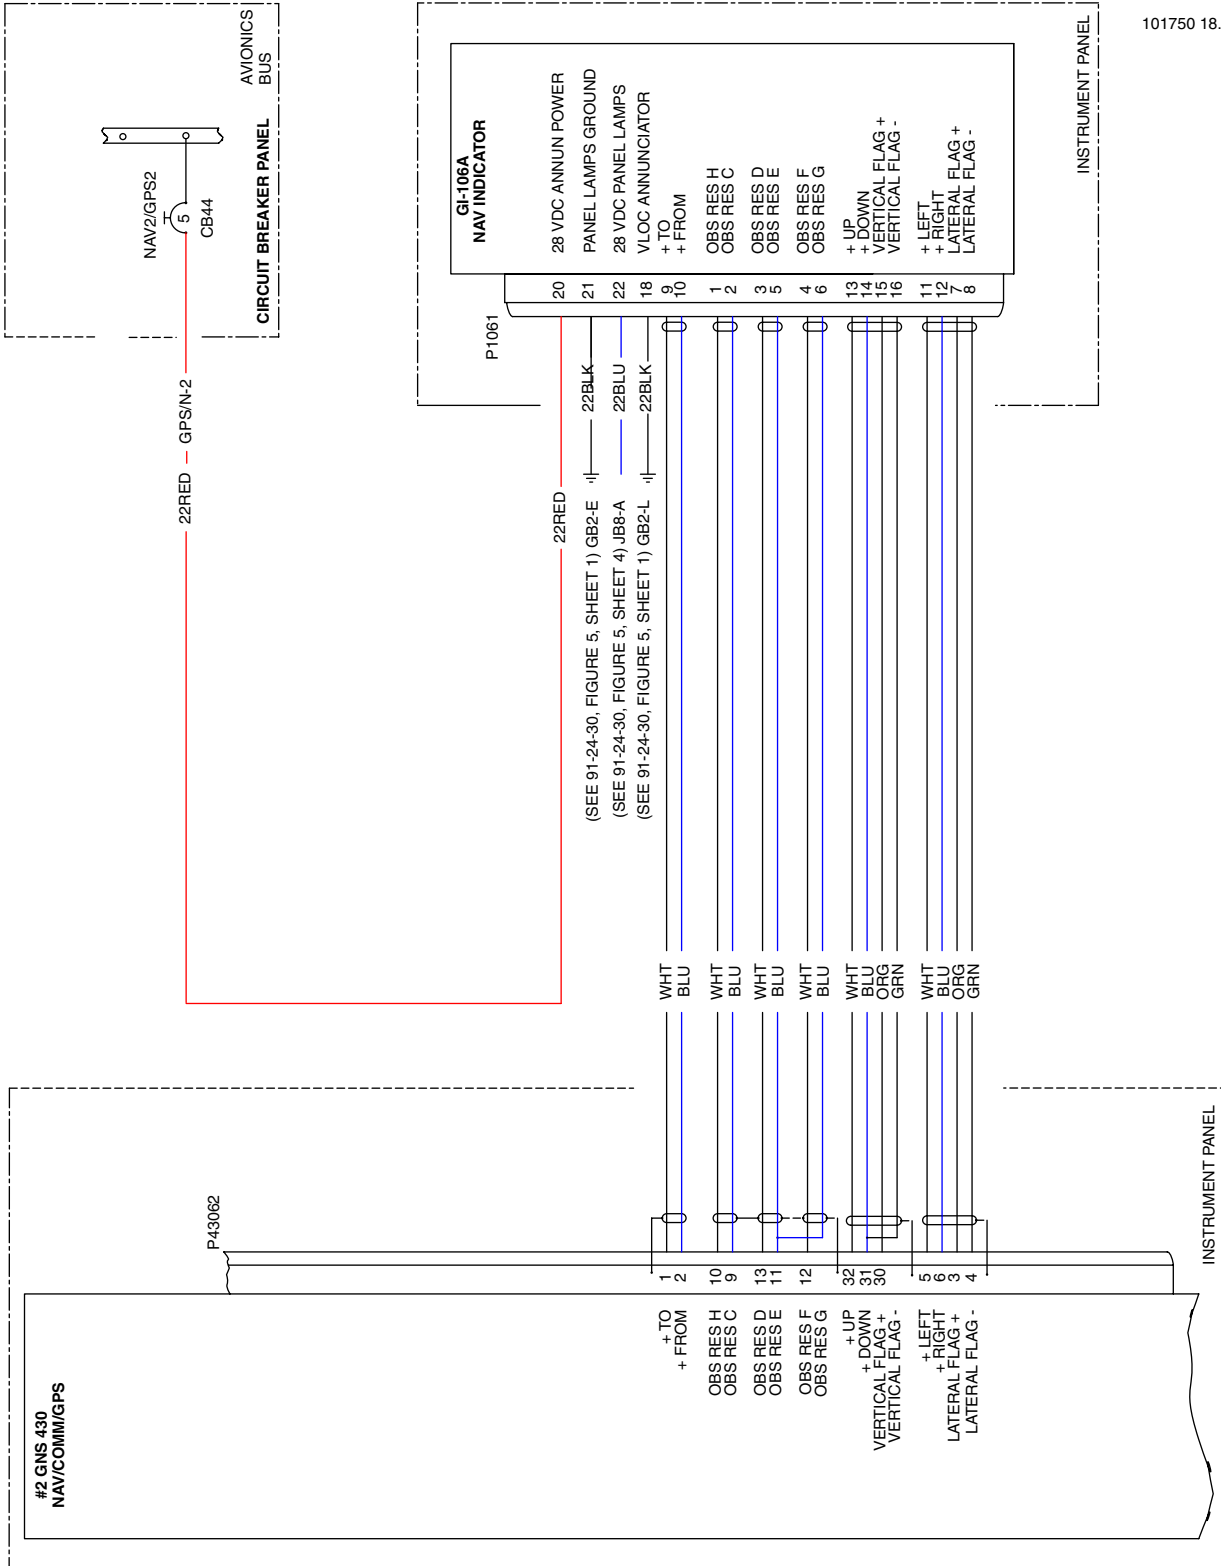 101750 18.
AVIONICS
BUS
NAV2/GPS2
5
CB44
CIRCUIT BREAKER PANEL
22RED
GPS/N-2
INSTRUMENT PANEL
GI-106A
NAV INDICATOR
28 VDC ANNUN POWER
PANEL LAMPS GROUND
28 VDC PANEL LAMPS
VLOC ANNUNCIATOR
+ TO
+ FROM
OBS RES H
OBS RES C
OBS RES D
OBS RES E
OBS RES F
OBS RES G
+ UP
+ DOWN
VERTICAL FLAG +
VERTICAL FLAG -
+ LEFT
+ RIGHT
LATERAL FLAG +
LATERAL FLAG -
20
21
22
18
9
10
1
2
3
5
4
6
13
14
15
16
11
12
7
8
P1061
22RED
22BLK
22BLU
22BLK
(SEE 91-24-30, FIGURE 5, SHEET 1) GB2-E
(SEE 91-24-30, FIGURE 5, SHEET 4) JB8-A
(SEE 91-24-30, FIGURE 5, SHEET 1) GB2-L
WHT
BLU
WHT
BLU
WHT
BLU
WHT
BLU
WHT
BLU
ORG
GRN
WHT
BLU
ORG
GRN
P43062
1
2
10
9
13
11
12
32
31
30
5
6
3
4
+ TO
+ FROM
OBS RES H
OBS RES C
OBS RES D
OBS RES E
OBS RES F
OBS RES G
+ UP
+ DOWN
VERTICAL FLAG +
VERTICAL FLAG -
+ LEFT
+ RIGHT
LATERAL FLAG +
LATERAL FLAG -
#2 GNS 430
NAV/COMM/GPS
INSTRUMENT PANEL